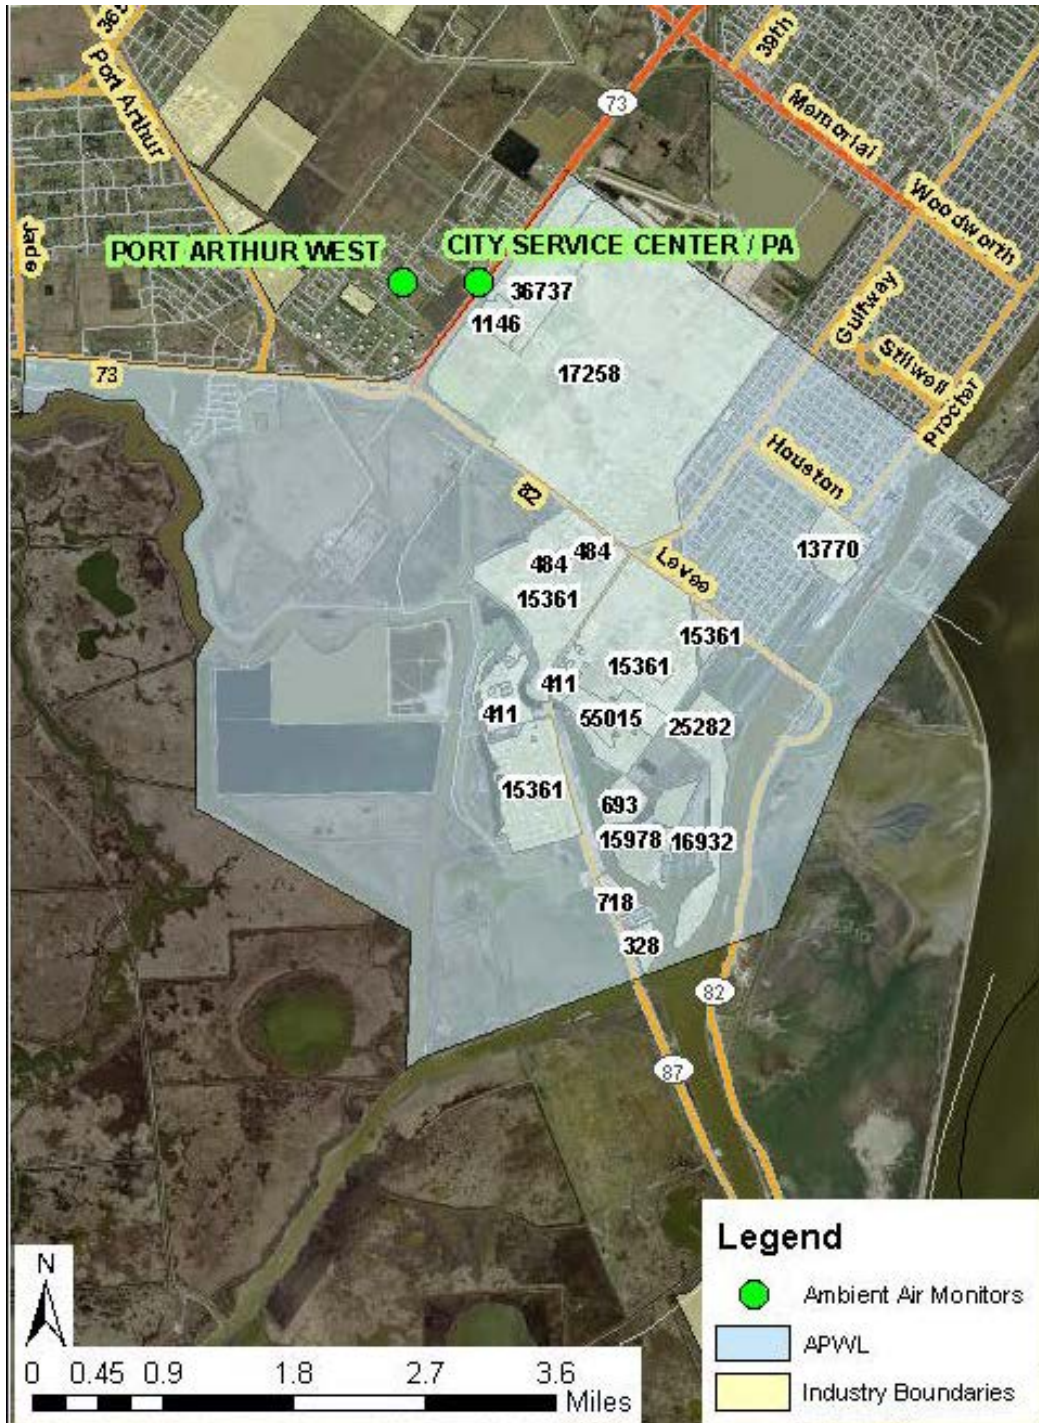 365
39th
Port Arthur
73
Memorial
Woodworth
Jade
PORT ARTHUR WEST
CITY SERVICE CENTER / PA
36737
1146
Gulfway
Stillwell
Procter
17258
73
Houston
82
484
484
Levee
13770
15361
15361
15361
411
411
55015
25282
15361
693
15978
16932
718
328
82
87
Legend
Ambient Air Monitors
APWL
Industry Boundaries
N
0 0.45 0.9 1.8 2.7 3.6
Miles